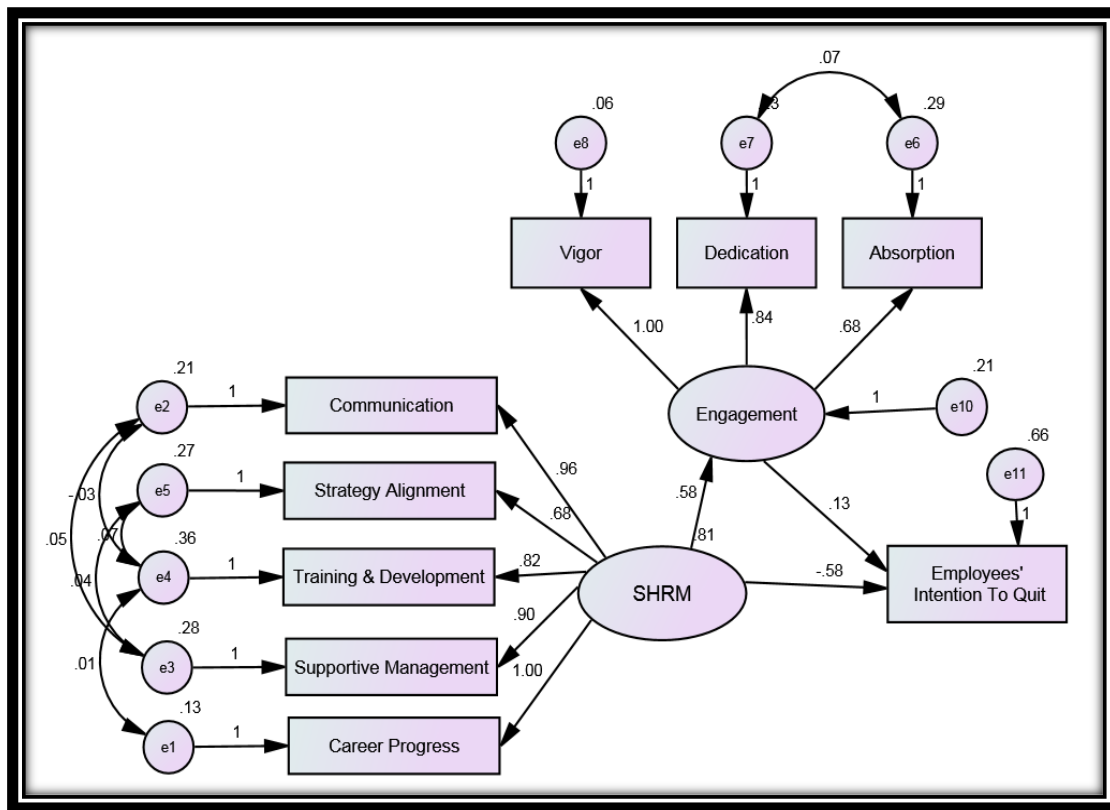 .07
.06
.29
e8
e7
e6
1
1
1
Vigor
Dedication
Absorption
1.00
.84
.68
.21
Engagement
1
e10
.21
e2
1
Communication
.66
e11
.27
.96
1
e5
1
Strategy Alignment
-.03
.68
.58
.13
.05
.07
.36
.81
.04
e4
1
Training & Development
.82
SHRM
-.58
Employees'
Intention To Quit
.28
.90
.01
e3
1
Supportive Management
1.00
.13
e1
1
Career Progress